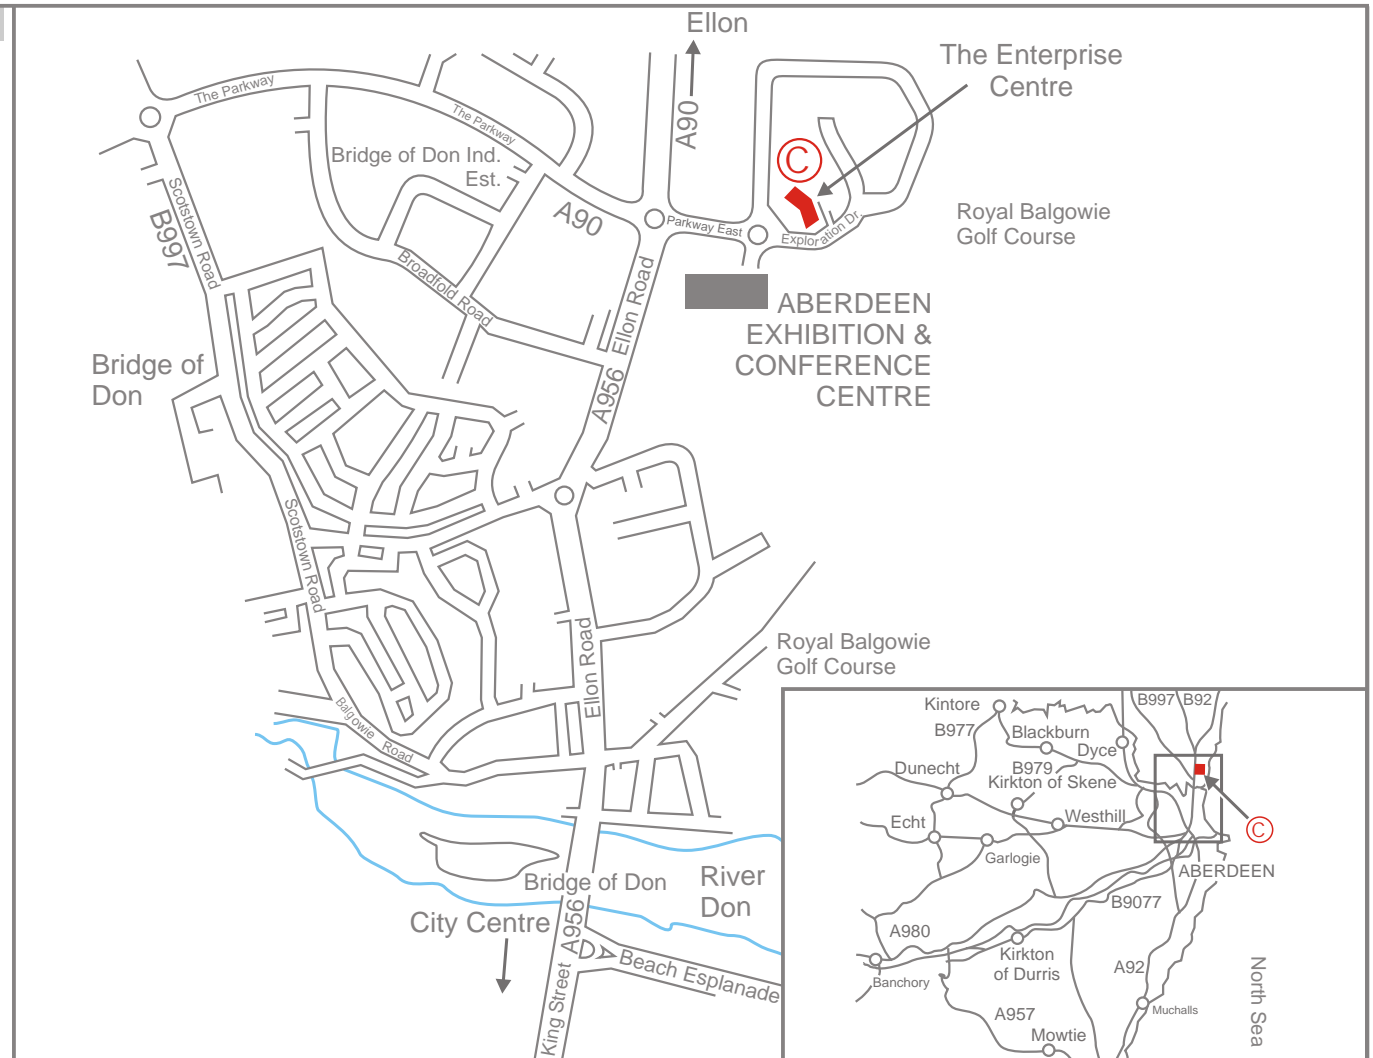 Ellon
The Enterprise
Centre
The Parkway
The Parkway
A90
Bridge of Don Ind.
Est.
C
A90
Parkway East
Exploration Dr.
Royal Balgowie
Golf Course
Scotstown Road
B997
Broadfold Road
Ellon Road
A956
ABERDEEN
EXHIBITION &
CONFERENCE
CENTRE
Bridge of
Don
Scotstown Road
Ellon Road
Royal Balgowie
Golf Course
Balgowie Road
Bridge of Don
River
Don
City Centre
A956
King Street
Beach Esplanade
Kintore
B997
B92
B977
Blackburn
Dyce
Dunecht
B979
Kirkton of Skene
Echt
Westhill
C
Garlogie
ABERDEEN
B9077
A980
Kirkton
of Durris
A92
Banchory
North Sea
Muchalls
A957
Mowtie